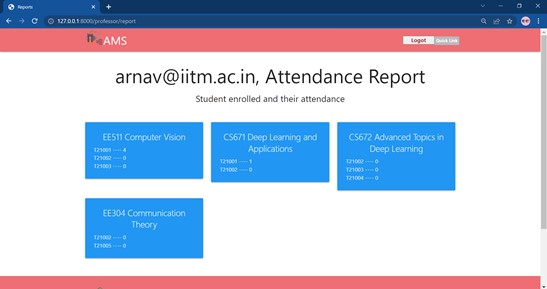 Reports
127.0.0.1:8000/professor/report
AMS
Logot
Quick Link
arnav@iitm.ac.in, Attendance Report
Student enrolled and their attendance
EE511 Computer Vision
T21001 ---- 4
T21002 ---- 0
T21003 ---- 0
CS671 Deep Learning and
Applications
T21001 ---- 1
T21002 ---- 0
CS672 Advanced Topics in
Deep Learning
T21002 ---- 0
T21003 ---- 0
T21004 ---- 0
EE304 Communication
Theory
T21002 ---- 0
T21005 ---- 0